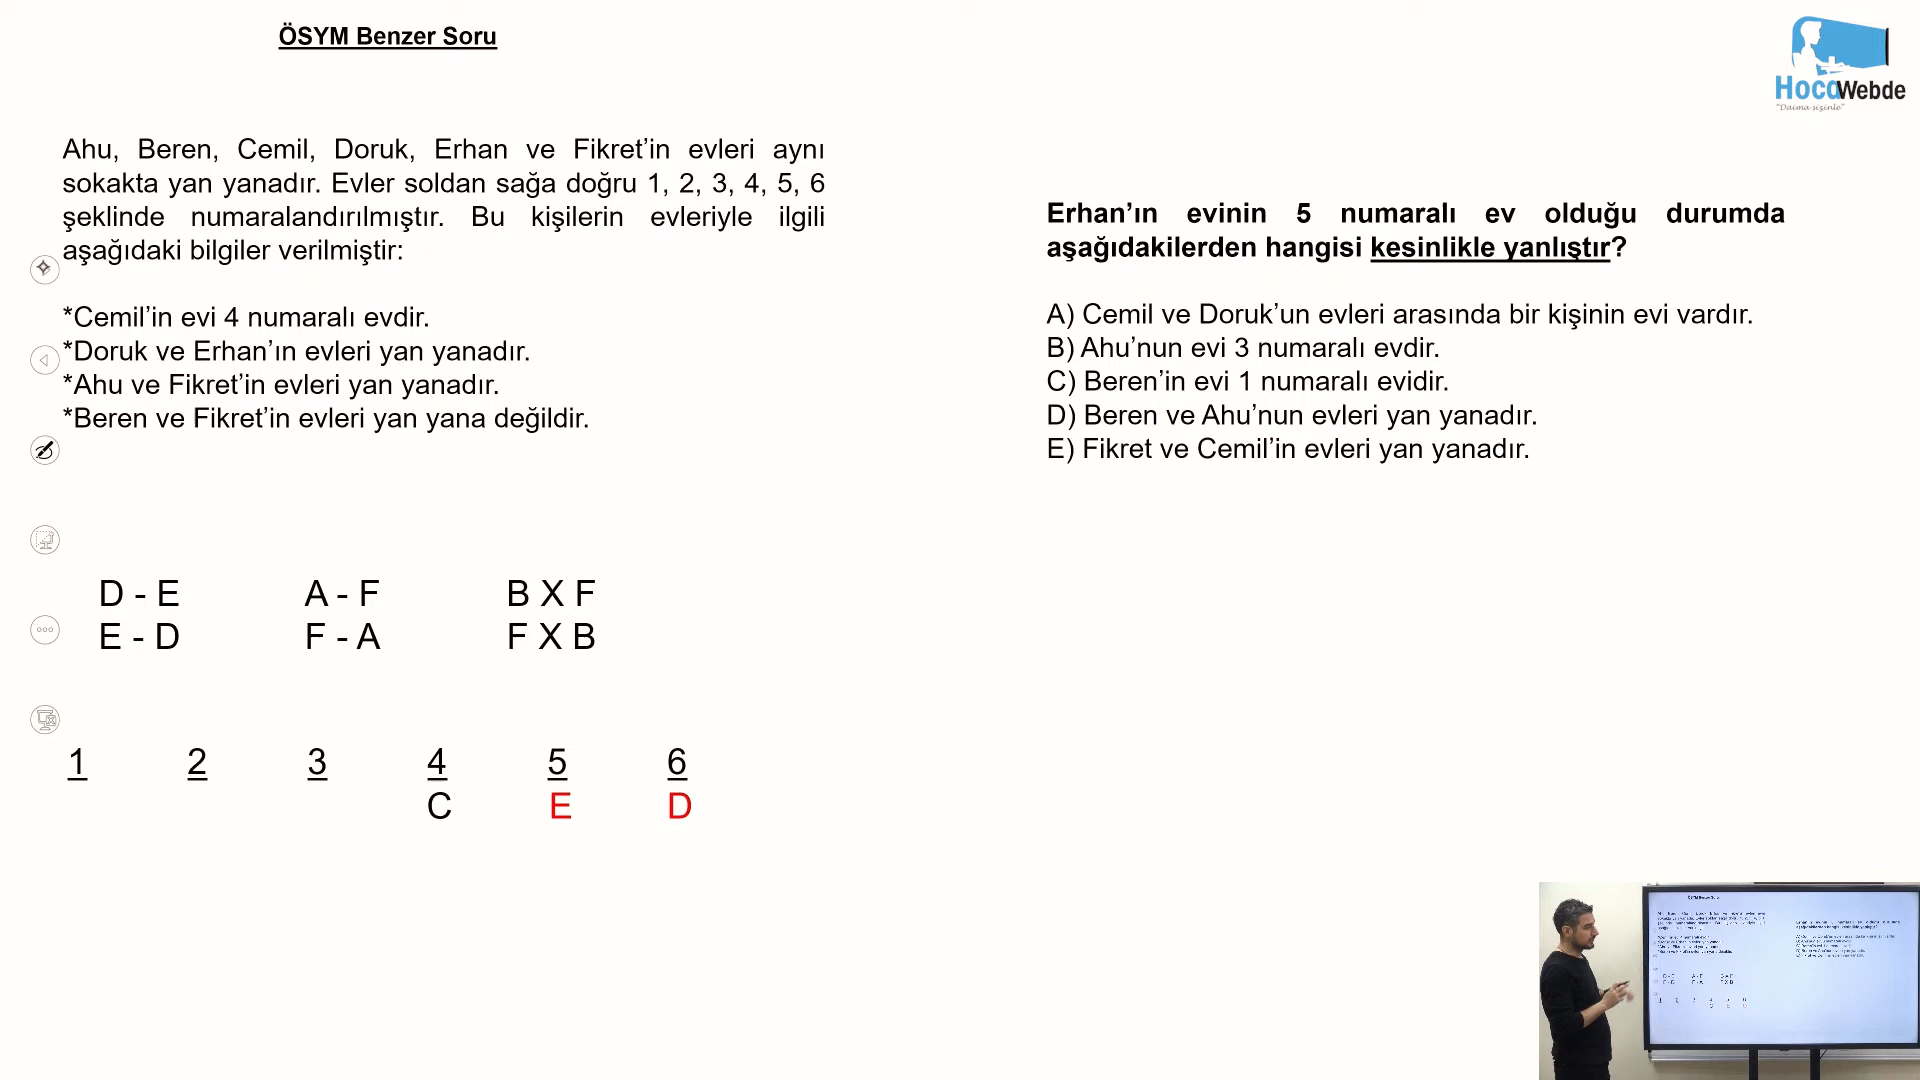 ÖSYM Benzer Soru
HocaWebde
"Daima sizinle"
Ahu, Beren, Cemil, Doruk, Erhan ve Fikret’in evleri aynı
sokakta yan yanadır. Evler soldan sağa doğru 1, 2, 3, 4, 5, 6
şeklinde numaralandırılmıştır. Bu kişilerin evleriyle ilgili
aşağıdaki bilgiler verilmiştir:
*Cemil’in evi 4 numaralı evdir.
*Doruk ve Erhan’ın evleri yan yanadır.
*Ahu ve Fikret’in evleri yan yanadır.
*Beren ve Fikret’in evleri yan yana değildir.
D - E A - F B X F
E - D F - A F X B
1 2 3 4 5 6
C E D
Erhan’ın evinin 5 numaralı ev olduğu durumda
aşağıdakilerden hangisi kesinlikle yanlıştır?
A) Cemil ve Doruk’un evleri arasında bir kişinin evi vardır.
B) Ahu’nun evi 3 numaralı evdir.
C) Beren’in evi 1 numaralı evidir.
D) Beren ve Ahu’nun evleri yan yanadır.
E) Fikret ve Cemil’in evleri yan yanadır.